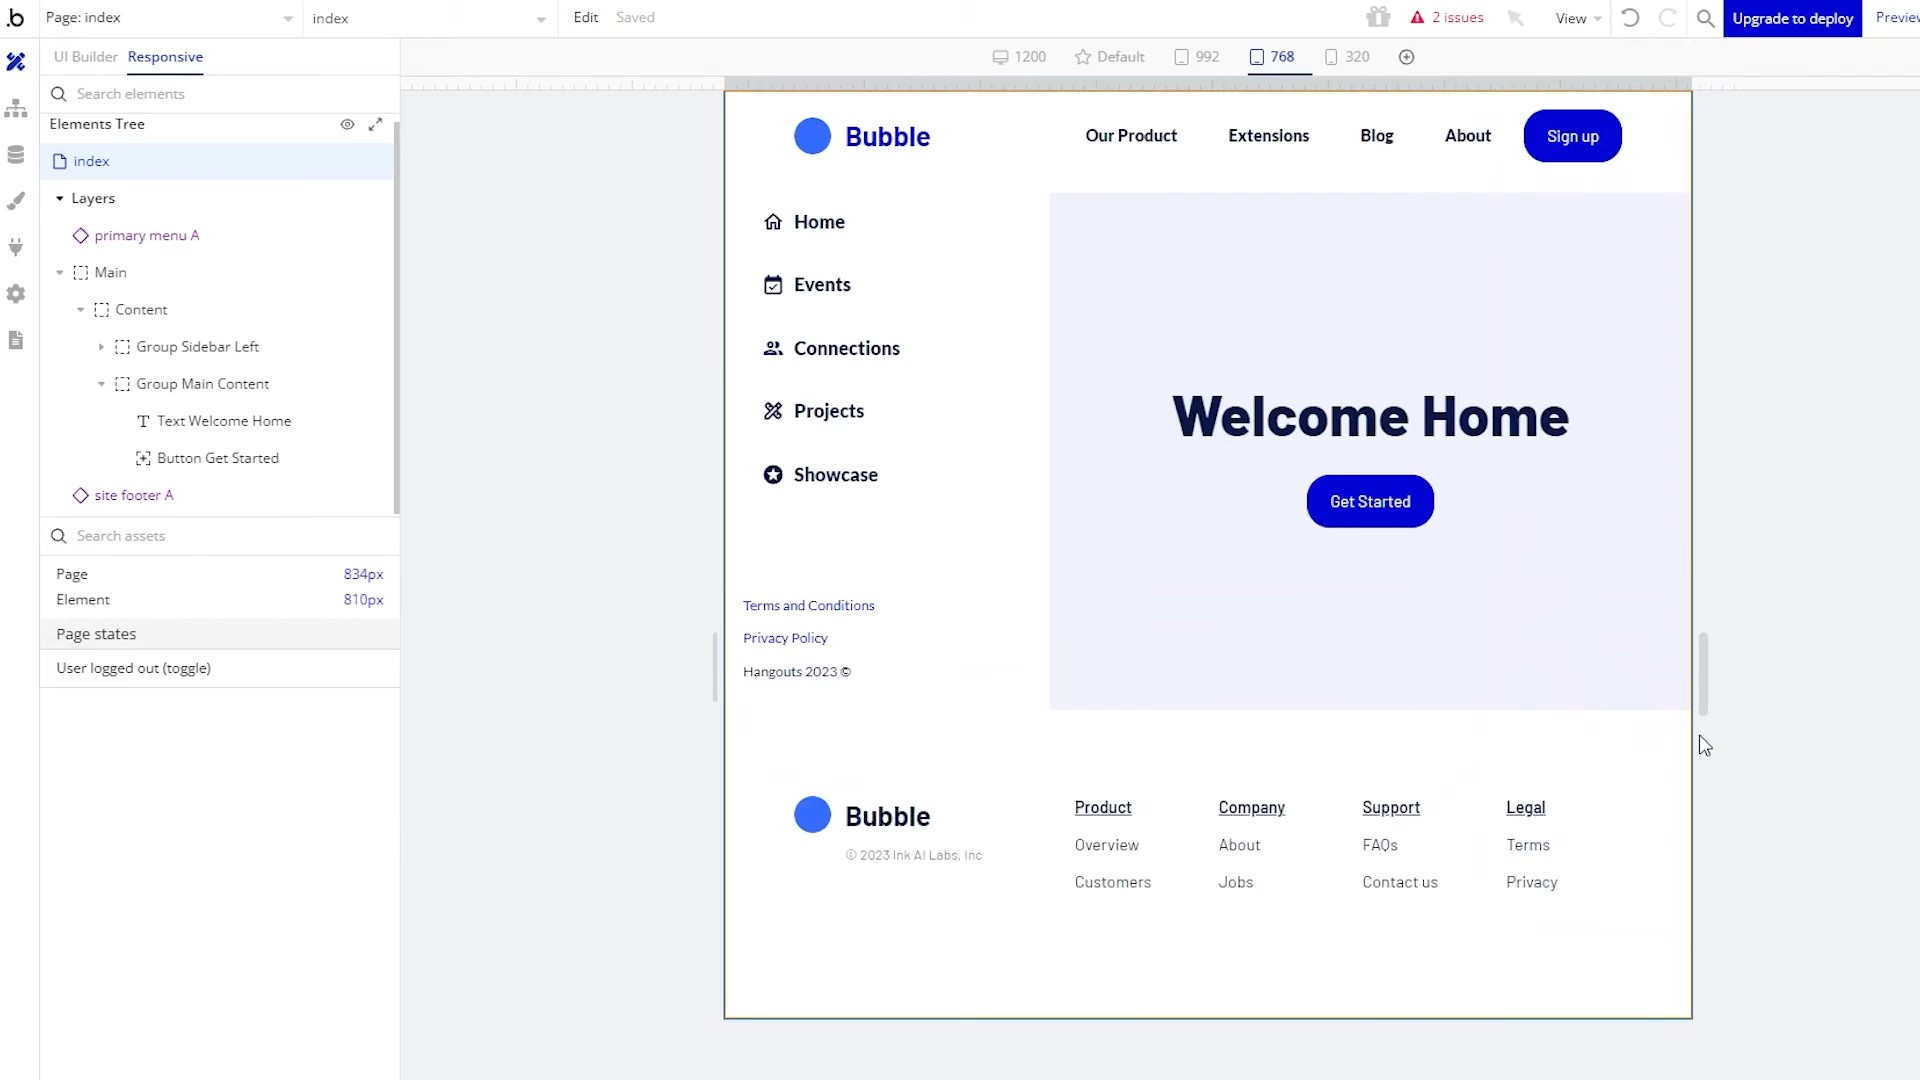 .b Page: index index Edit Saved 2 issues View Upgrade to deploy Preview
UI Builder Responsive 1200 Default 992 768 320
Search elements
Elements Tree
index
Layers
primary menu A
Main
Content
Group Sidebar Left
Group Main Content
Text Welcome Home
Button Get Started
site footer A
Search assets
Page 834px
Element 810px
Page states
User logged out (toggle)
Bubble Our Product Extensions Blog About Sign up
Home
Events
Connections
Projects
Showcase
Terms and Conditions
Privacy Policy
Hangouts 2023 ©
Welcome Home
Get Started
Bubble
© 2023 Ink AI Labs, Inc
Product Company Support Legal
Overview About FAQs Terms
Customers Jobs Contact us Privacy